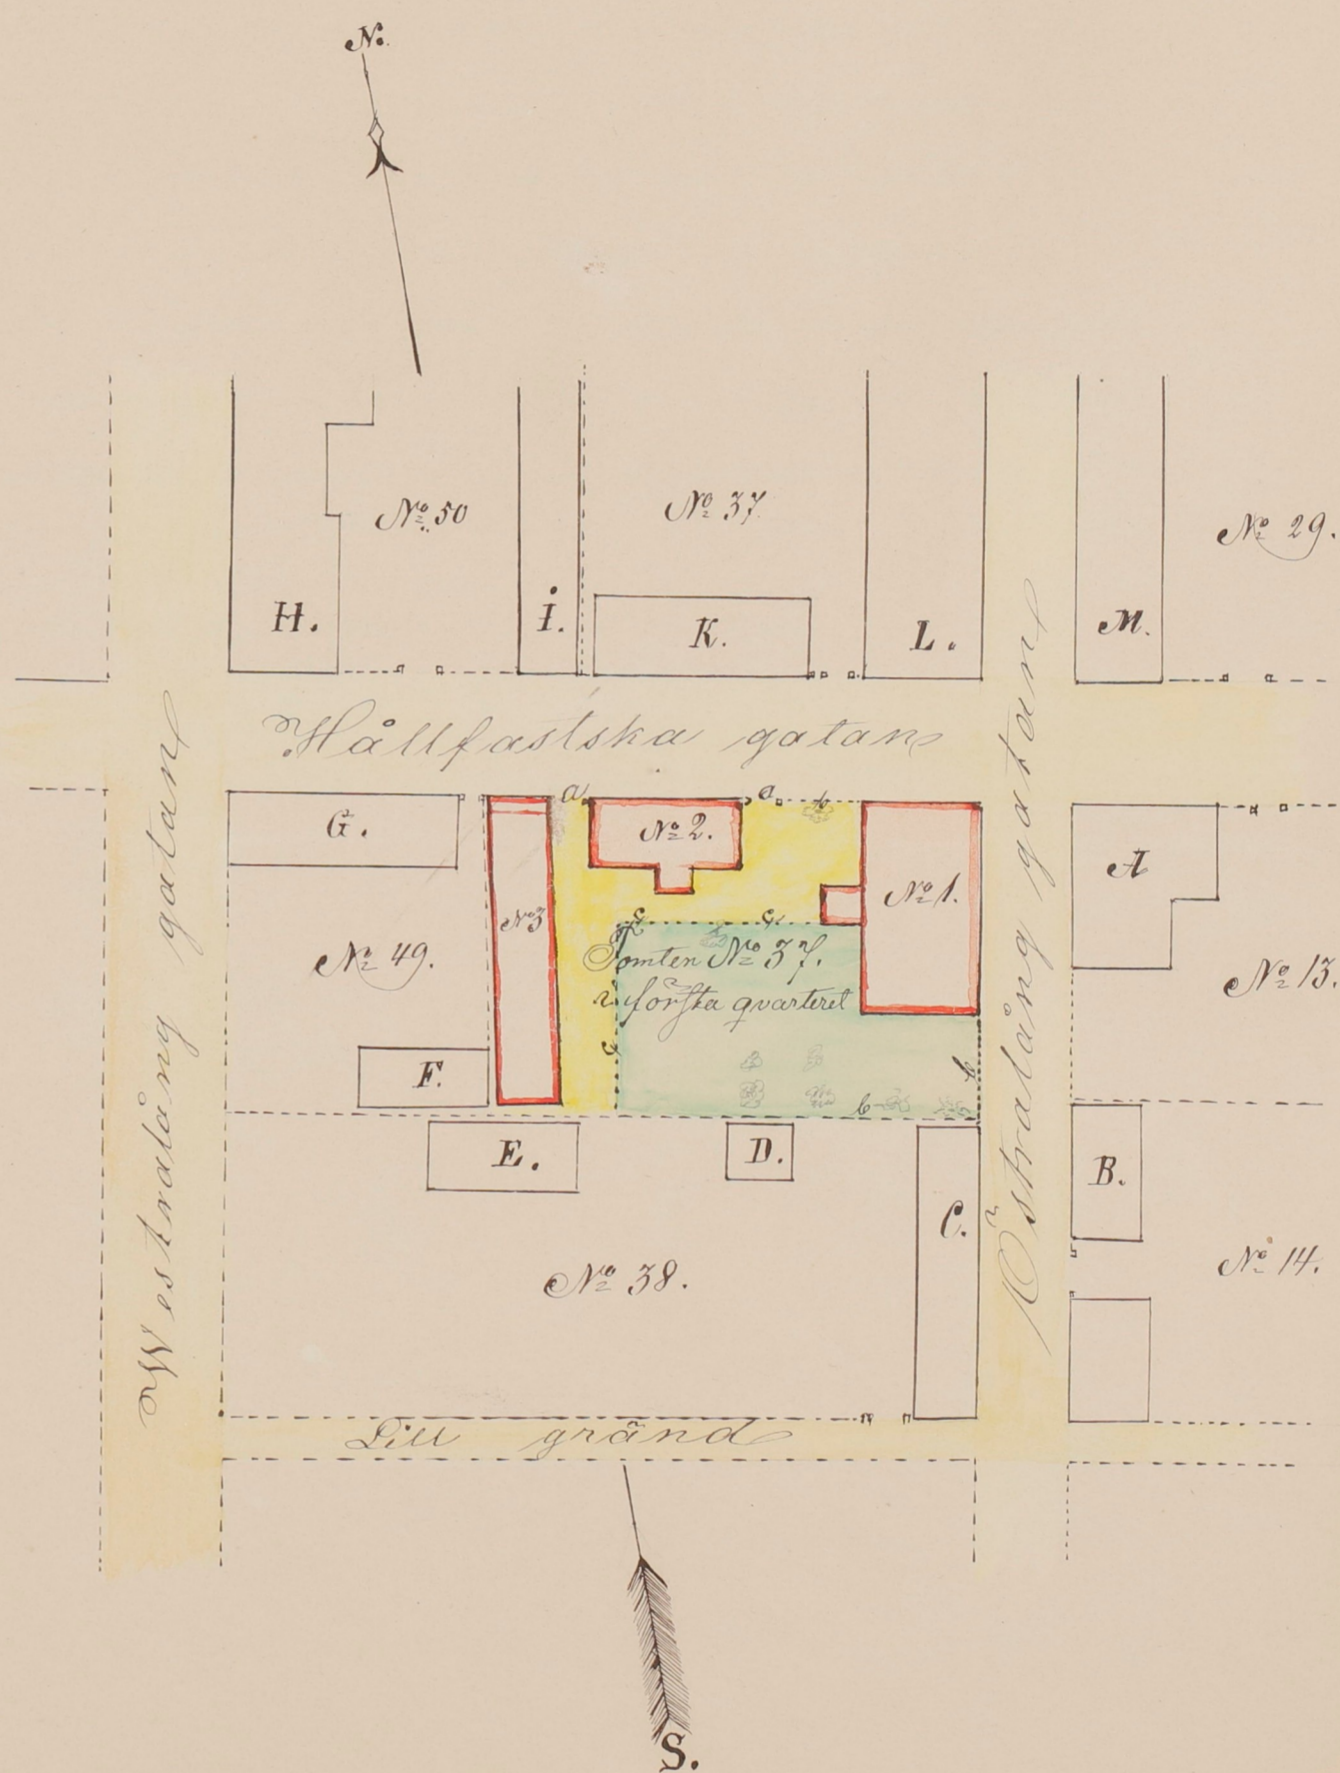 N.
No 50
No 37.
No 29.
H.
I.
K.
L.
M.
Hållfastska gatan
Westralång gatan
Östralång gatan
a
a
b
G.
No 2.
No 1.
A
No 3
No 49.
c
c
Tomten No 37.
i första qvarteret
No 13.
c
F.
b
b
E.
D.
C.
B.
No 38.
No 14.
Lill gränd
S.